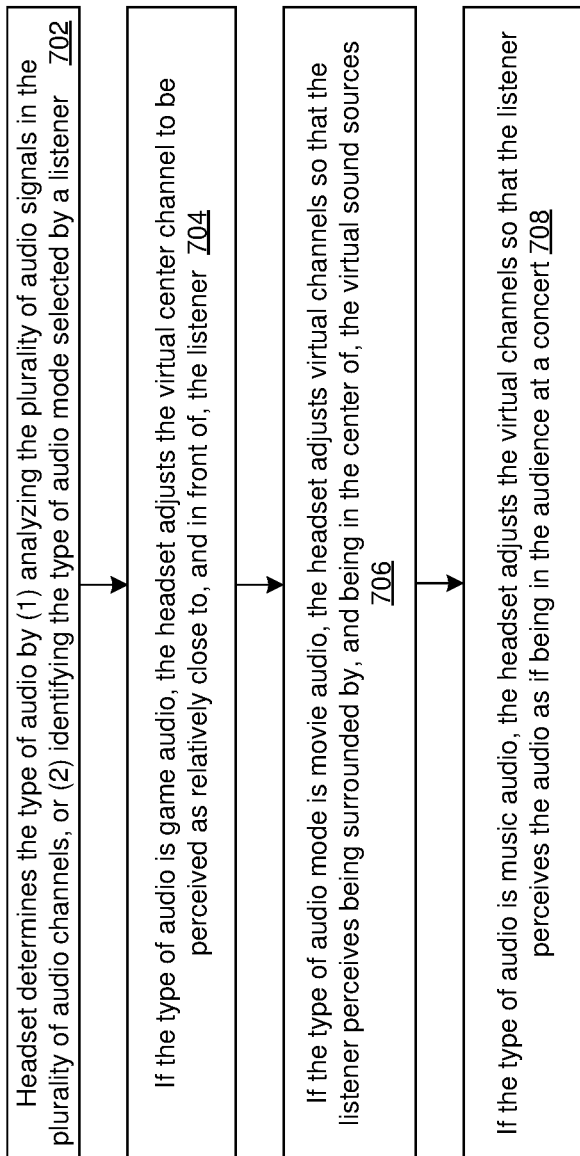 Headset determines the type of audio by (1) analyzing the plurality of audio signals in the
plurality of audio channels, or (2) identifying the type of audio mode selected by a listener 702
If the type of audio is game audio, the headset adjusts the virtual center channel to be
perceived as relatively close to, and in front of, the listener 704
If the type of audio mode is movie audio, the headset adjusts virtual channels so that the
listener perceives being surrounded by, and being in the center of, the virtual sound sources
706
If the type of audio is music audio, the headset adjusts the virtual channels so that the listener
perceives the audio as if being in the audience at a concert 708